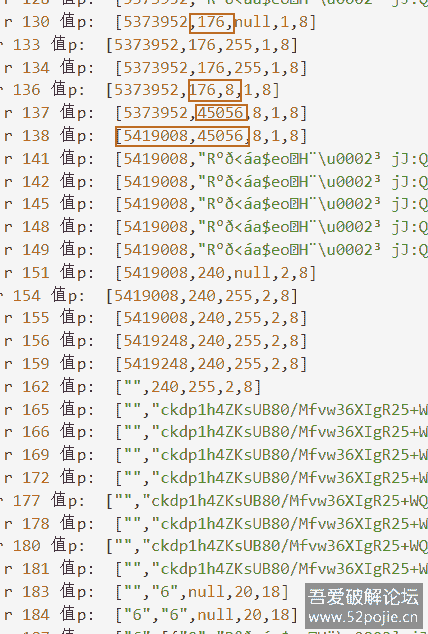 r 130 值p: [5373952,176,null,1,8]
r 133 值p: [5373952,176,255,1,8]
r 134 值p: [5373952,176,255,1,8]
r 136 值p: [5373952,176,8,1,8]
r 137 值p: [5373952,45056,8,1,8]
r 138 值p: [5419008,45056,8,1,8]
r 141 值p: [5419008,"Rºð<áa$eo H¨\u0002³ jJ:Q
r 142 值p: [5419008,"Rºð<áa$eo H¨\u0002³ jJ:Q
r 145 值p: [5419008,"Rºð<áa$eo H¨\u0002³ jJ:Q
r 148 值p: [5419008,"Rºð<áa$eo H¨\u0002³ jJ:Q
r 149 值p: [5419008,"Rºð<áa$eo H¨\u0002³ jJ:Q
r 151 值p: [5419008,240,null,2,8]
r 154 值p: [5419008,240,255,2,8]
r 155 值p: [5419008,240,255,2,8]
r 156 值p: [5419248,240,255,2,8]
r 159 值p: [5419248,240,255,2,8]
r 162 值p: ["",240,255,2,8]
r 165 值p: ["","ckdp1h4ZKsUB80/Mfvw36XIgR25+W
r 166 值p: ["","ckdp1h4ZKsUB80/Mfvw36XIgR25+W
r 169 值p: ["","ckdp1h4ZKsUB80/Mfvw36XIgR25+W
r 172 值p: ["","ckdp1h4ZKsUB80/Mfvw36XIgR25+W
r 177 值p: ["","ckdp1h4ZKsUB80/Mfvw36XIgR25+WQ
r 178 值p: ["","ckdp1h4ZKsUB80/Mfvw36XIgR25+W
r 180 值p: ["","ckdp1h4ZKsUB80/Mfvw36XIgR25+WQ
r 181 值p: ["","ckdp1h4ZKsUB80/Mfvw36XIgR25+W
r 183 值p: ["","6",null,20,18]
r 184 值p: ["6","6",null,20,18]
吾爱破解论坛
www.52pojie.cn